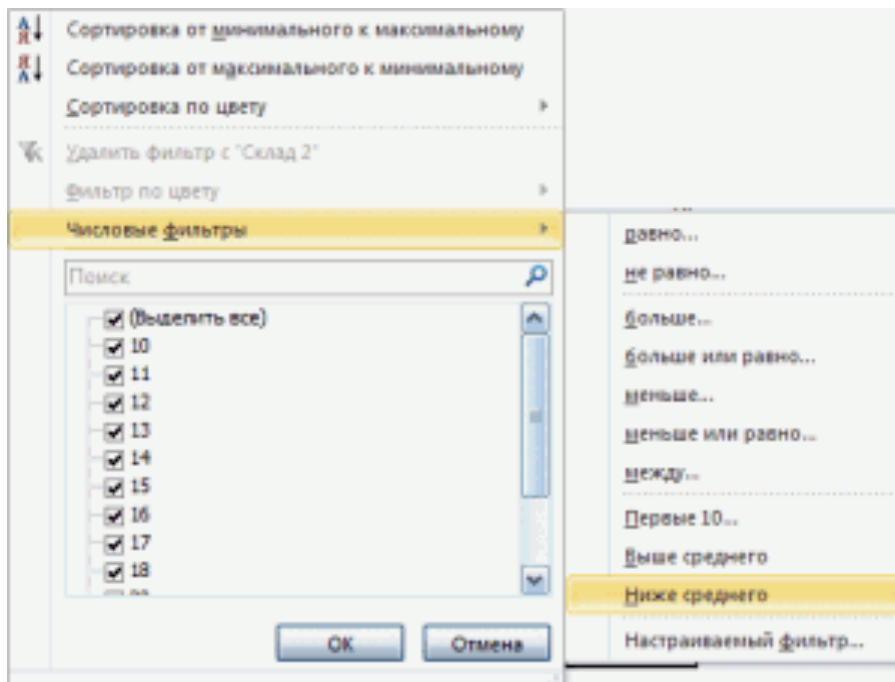 Сортировка от минимального к максимальному
Сортировка от максимального к минимальному
Сортировка по цвету
Удалить фильтр с "Склад 2"
Фильтр по цвету
Числовые фильтры
Поиск
(Выделить все)
10
11
12
13
14
15
16
17
18
ОК
Отмена
равно...
не равно...
больше...
больше или равно...
меньше...
меньше или равно...
между...
Первые 10...
Выше среднего
Ниже среднего
Настраиваемый фильтр...